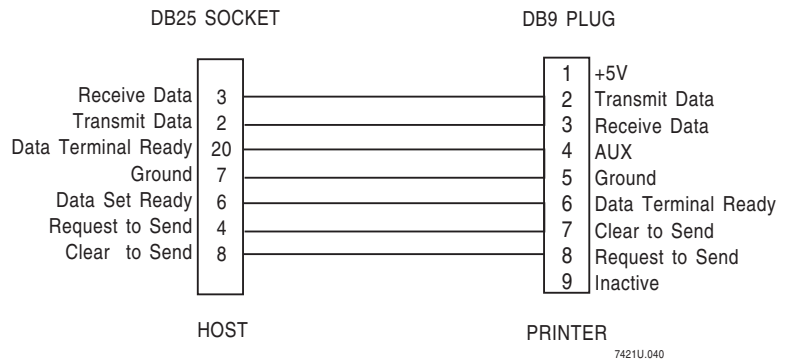 DB25 SOCKET
DB9 PLUG
1 +5V
Receive Data 3 2 Transmit Data
Transmit Data 2 3 Receive Data
Data Terminal Ready 20 4 AUX
Ground 7 5 Ground
Data Set Ready 6 6 Data Terminal Ready
Request to Send 4 7 Clear to Send
Clear to Send 8 8 Request to Send
9 Inactive
HOST
PRINTER
7421U.040